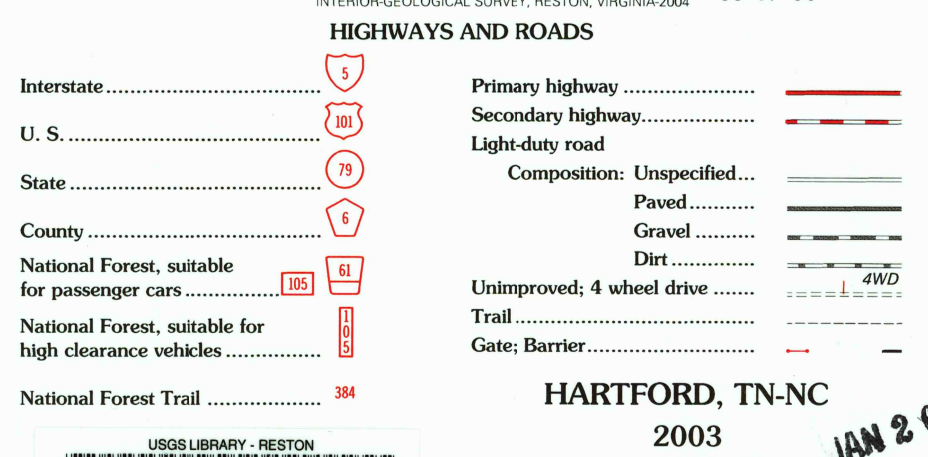 INTERIOR-GEOLOGICAL SURVEY, RESTON, VIRGINIA-2004
HIGHWAYS AND ROADS
Interstate 5
U. S. 101
State 79
County 6
National Forest, suitable
for passenger cars 105 61
National Forest, suitable for
high clearance vehicles 105
National Forest Trail 384
Primary highway
Secondary highway
Light-duty road
Composition: Unspecified
Paved
Gravel
Dirt
4WD
Unimproved; 4 wheel drive
Trail
Gate; Barrier
HARTFORD, TN-NC
2003
USGS LIBRARY - RESTON
JAN 2